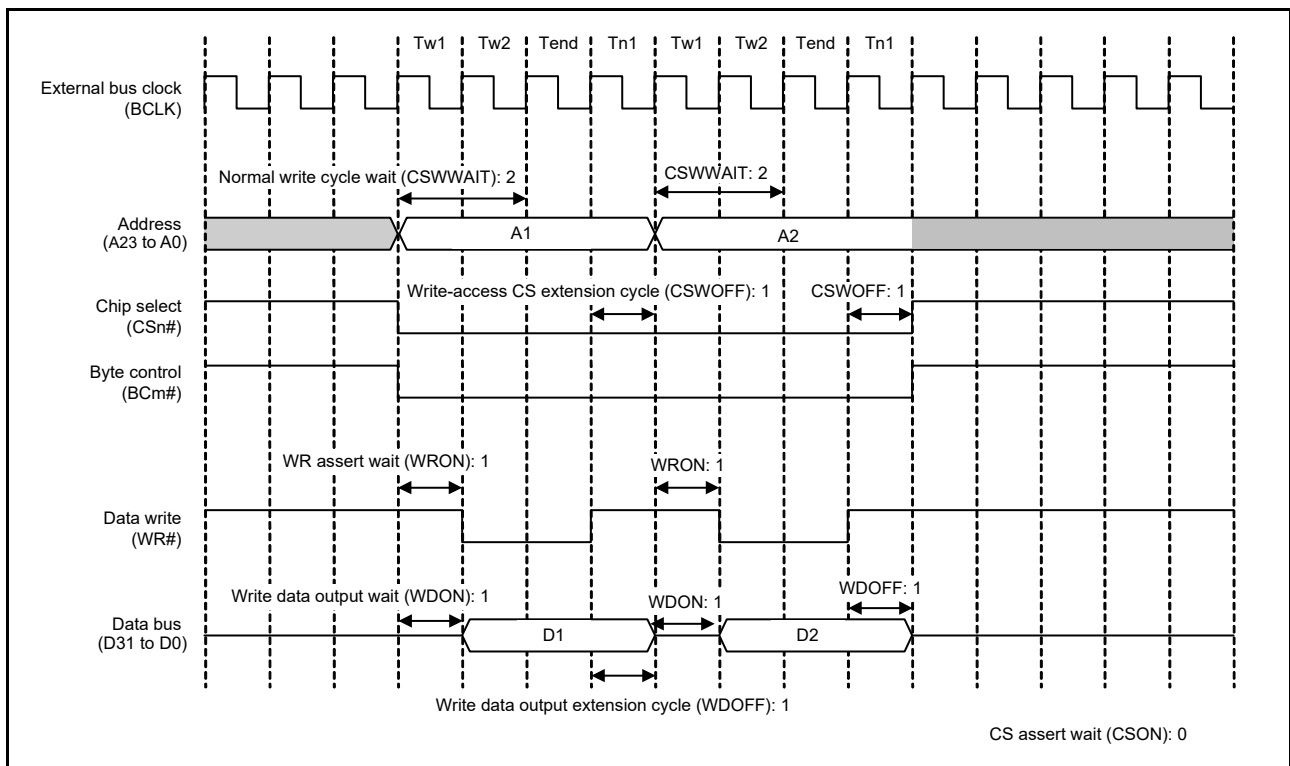 Tw1 Tw2 Tend Tn1 Tw1 Tw2 Tend Tn1
External bus clock
(BCLK)
Normal write cycle wait (CSWWAIT): 2
CSWWAIT: 2
Address
(A23 to A0)
A1
A2
Write-access CS extension cycle (CSWOFF): 1
CSWOFF: 1
Chip select
(CSn#)
Byte control
(BCm#)
WR assert wait (WRON): 1
WRON: 1
Data write
(WR#)
Write data output wait (WDON): 1
WDON: 1
WDOFF: 1
Data bus
(D31 to D0)
D1
D2
Write data output extension cycle (WDOFF): 1
CS assert wait (CSON): 0